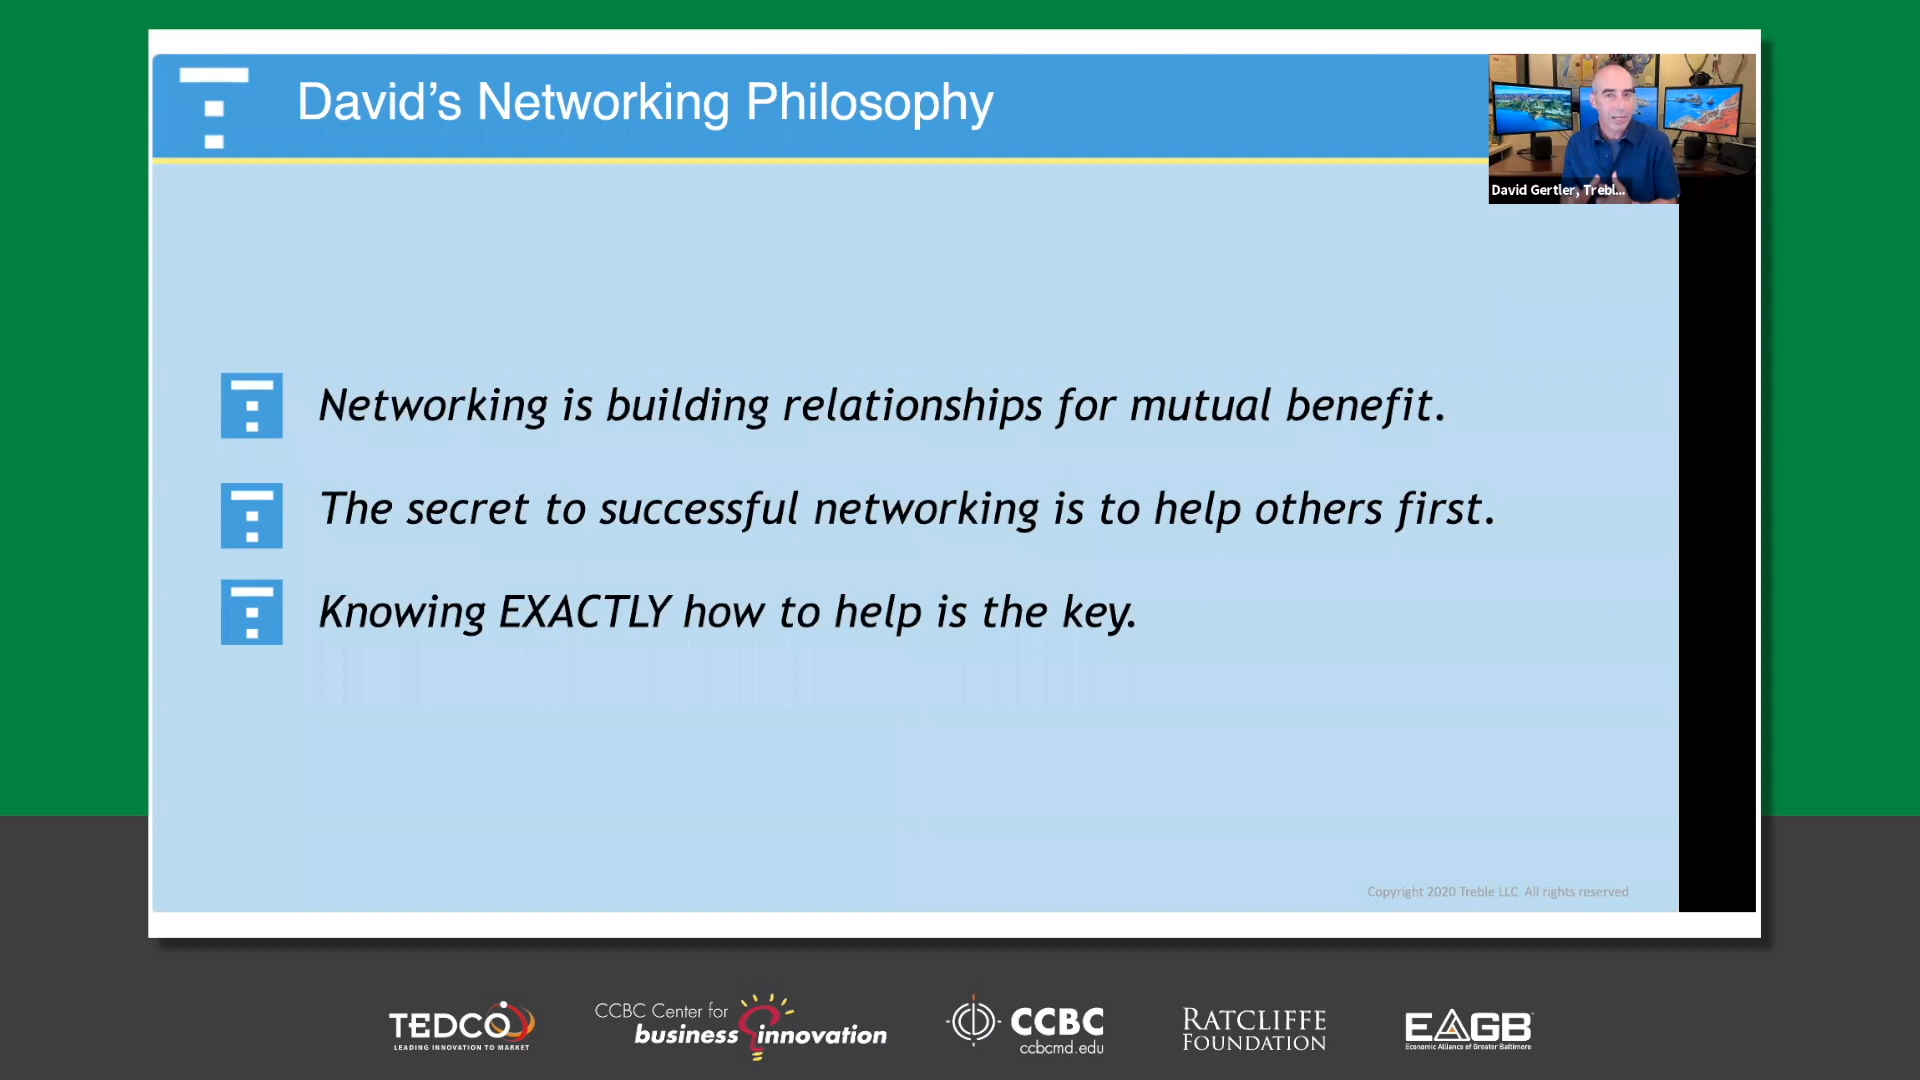 David’s Networking Philosophy
David Gertler, Trebl...
Networking is building relationships for mutual benefit.
The secret to successful networking is to help others first.
Knowing EXACTLY how to help is the key.
Copyright 2020 Treble LLC All rights reserved
TEDCO
LEADING INNOVATION TO MARKET
CCBC Center for
business innovation
CCBC
ccbcmd.edu
RATCLIFFE
FOUNDATION
EAGB
Economic Alliance of Greater Baltimore